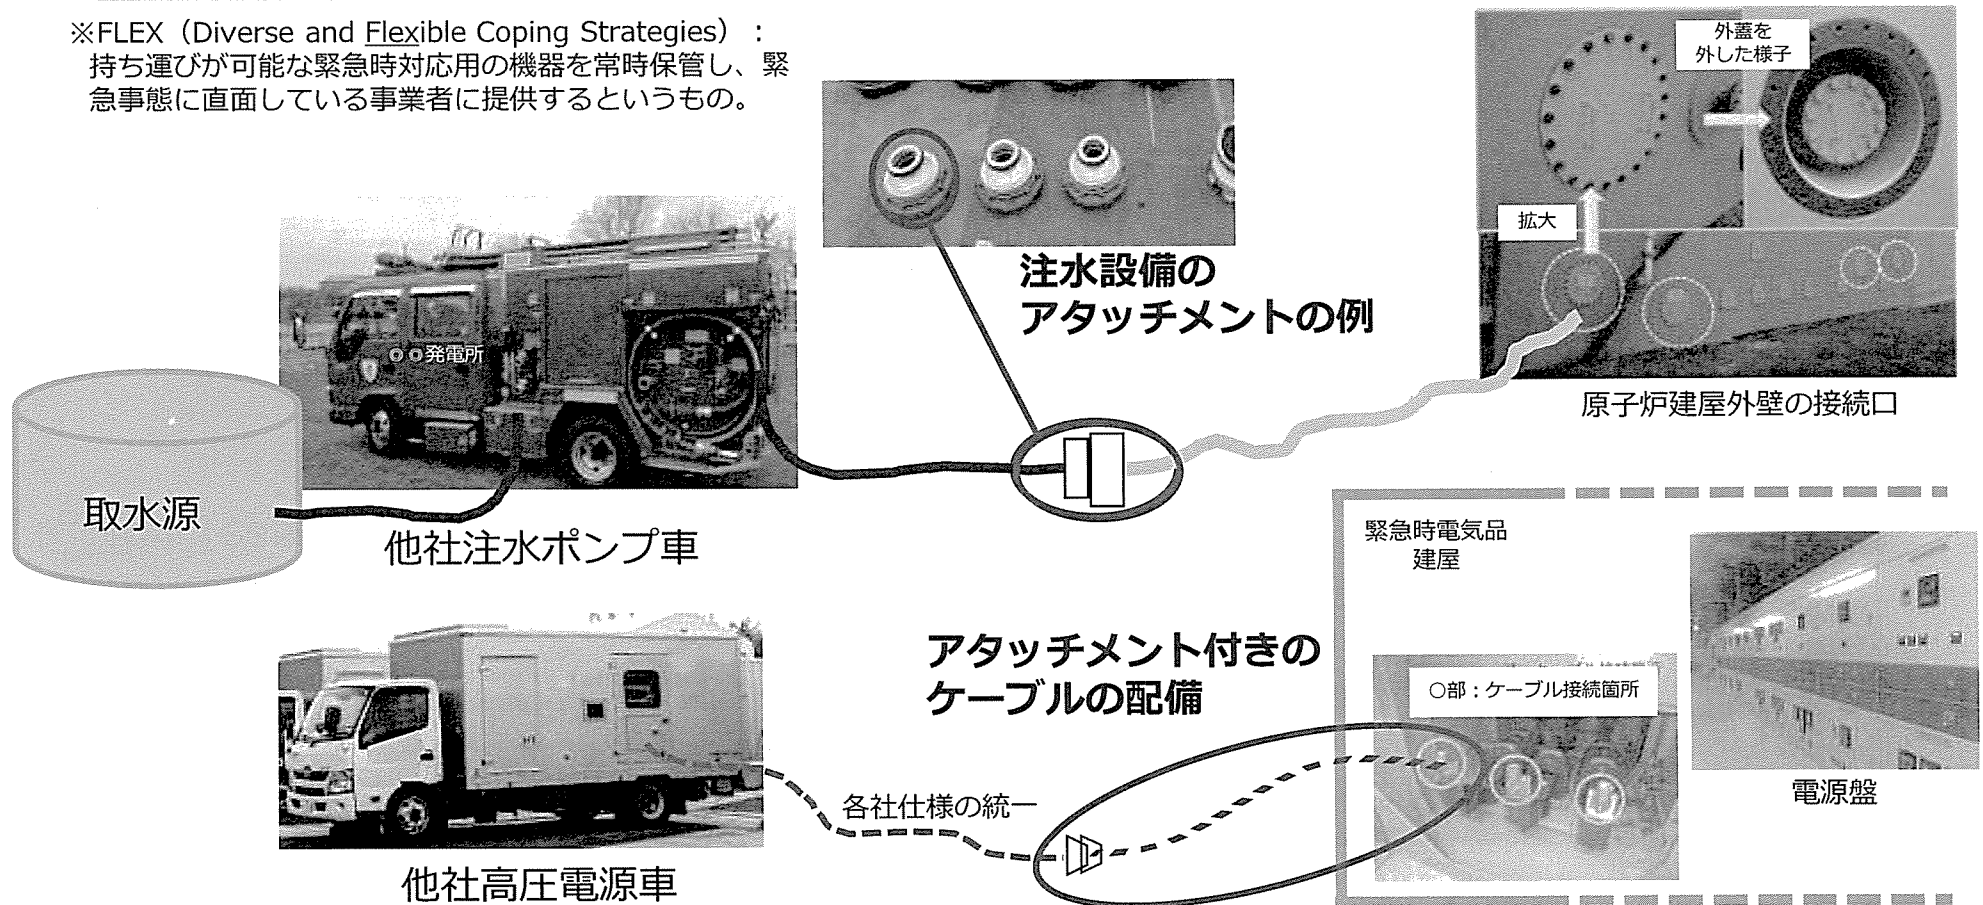 ※FLEX（Diverse and Flexible Coping Strategies）：
持ち運びが可能な緊急時対応用の機器を常時保管し、緊
急事態に直面している事業者に提供するというもの。
外蓋を
外した様子
拡大
注水設備の
アタッチメントの例
◎◎発電所
原子炉建屋外壁の接続口
取水源
他社注水ポンプ車
緊急時電気品
建屋
アタッチメント付きの
ケーブルの配備
○部：ケーブル接続箇所
各社仕様の統一
電源盤
他社高圧電源車